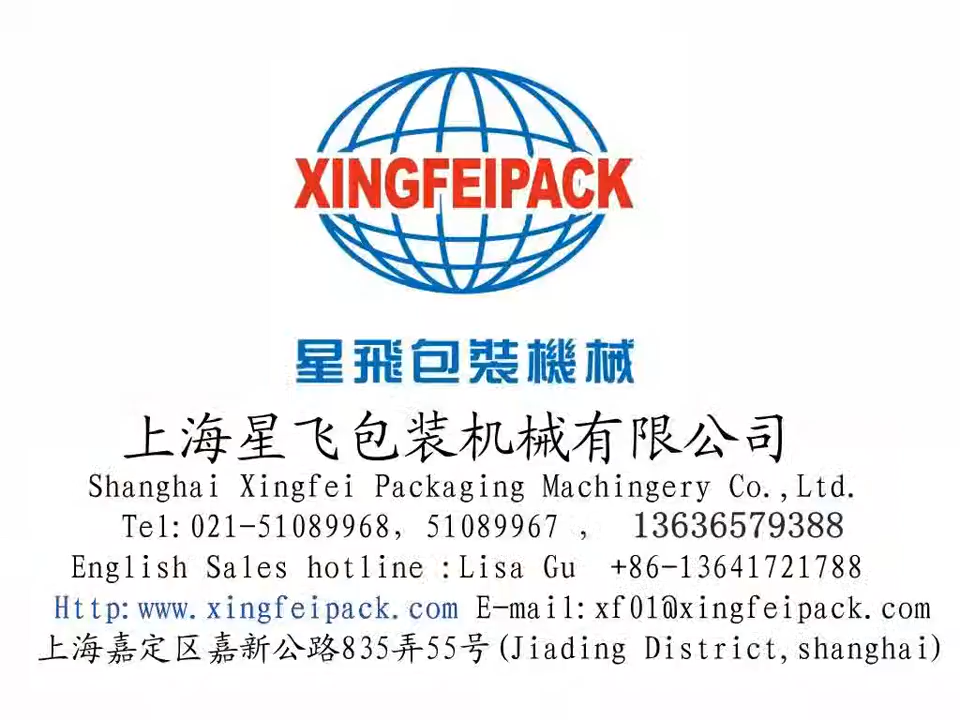 XINGFEIPACK
星飛包裝機械
上海星飞包装机械有限公司
Shanghai Xingfei Packaging Machingery Co.,Ltd.
Tel:021-51089968, 51089967 , 13636579388
English Sales hotline :Lisa Gu +86-13641721788
Http:www.xingfeipack.com E-mail:xf01@xingfeipack.com
上海嘉定区嘉新公路835弄55号(Jiading District,shanghai)